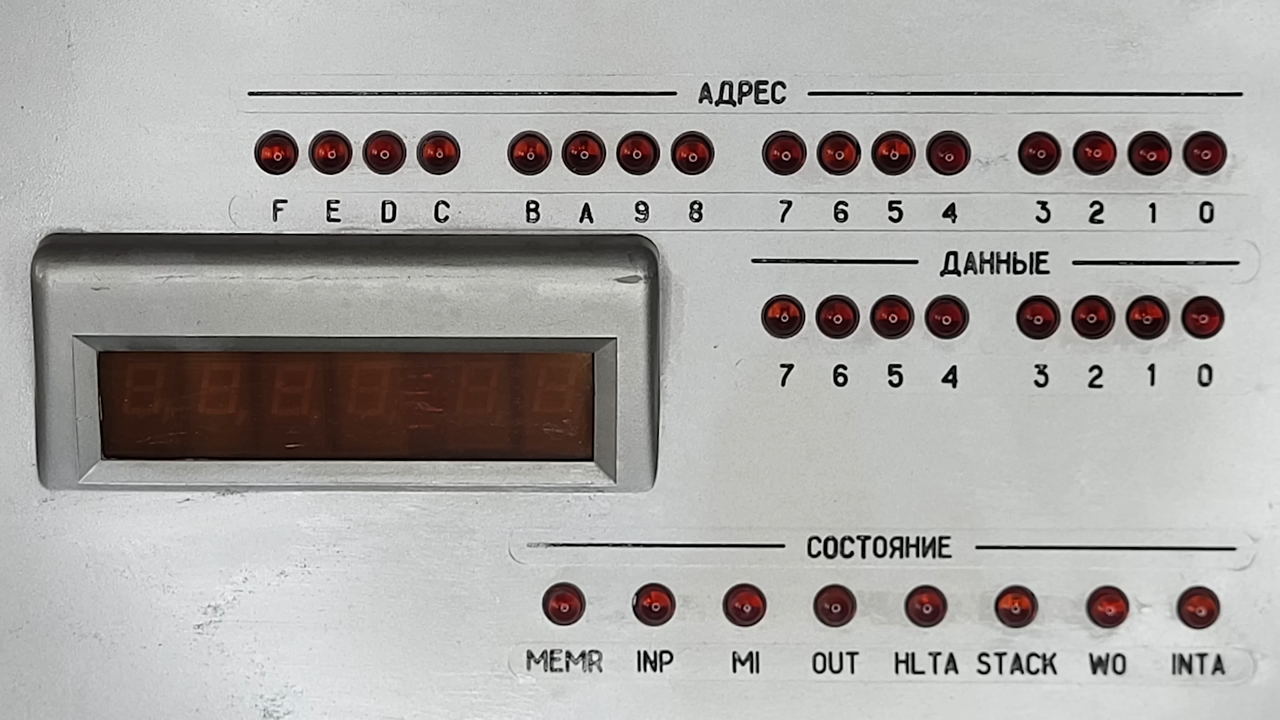 АДРЕС
F E D C B A 9 8 7 6 5 4 3 2 1 0
ДАННЫЕ
7 6 5 4 3 2 1 0
СОСТОЯНИЕ
MEMR INP MI OUT HLTA STACK WO INTA